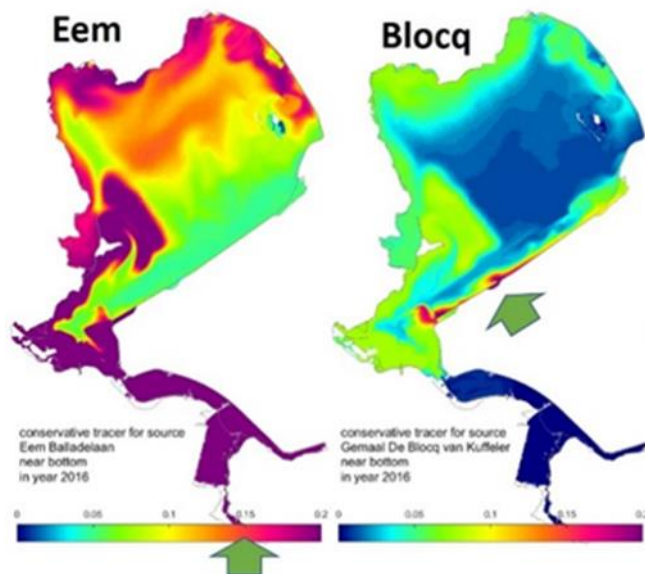 Eem
Blocq
conservative tracer for source
Eem Balladelaan
near bottom
in year 2016
conservative tracer for source
Gemaal De Blocq van Kuffeler
near bottom
in year 2016
0 0.05 0.1 0.15 0.2
0 0.05 0.1 0.15 0.2